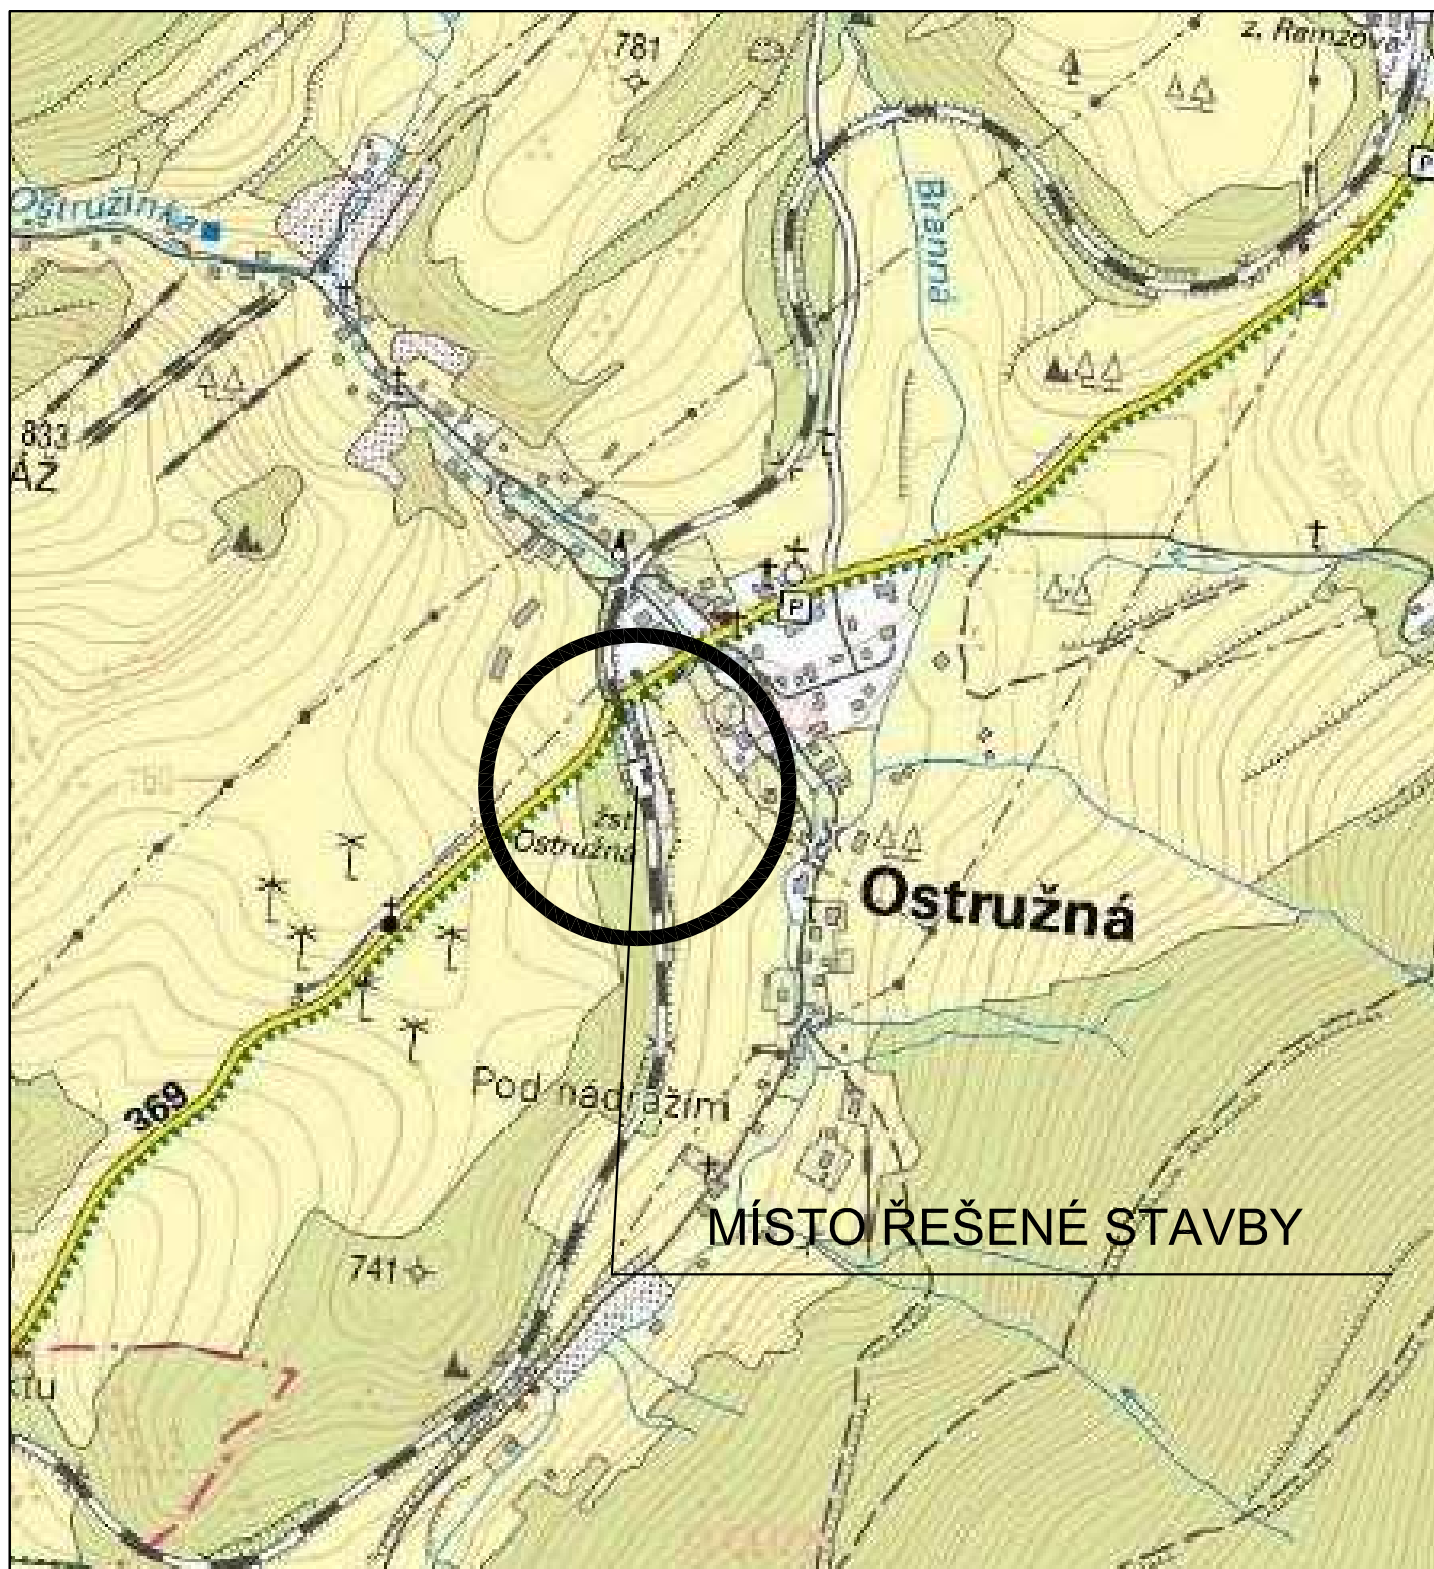 781
z. Ramzová
P
Ostružinka
Branná
833
ÁŽ
P
žst.
Ostružná
Ostružná
369
Pod nádražím
MÍSTO ŘEŠENÉ STAVBY
741